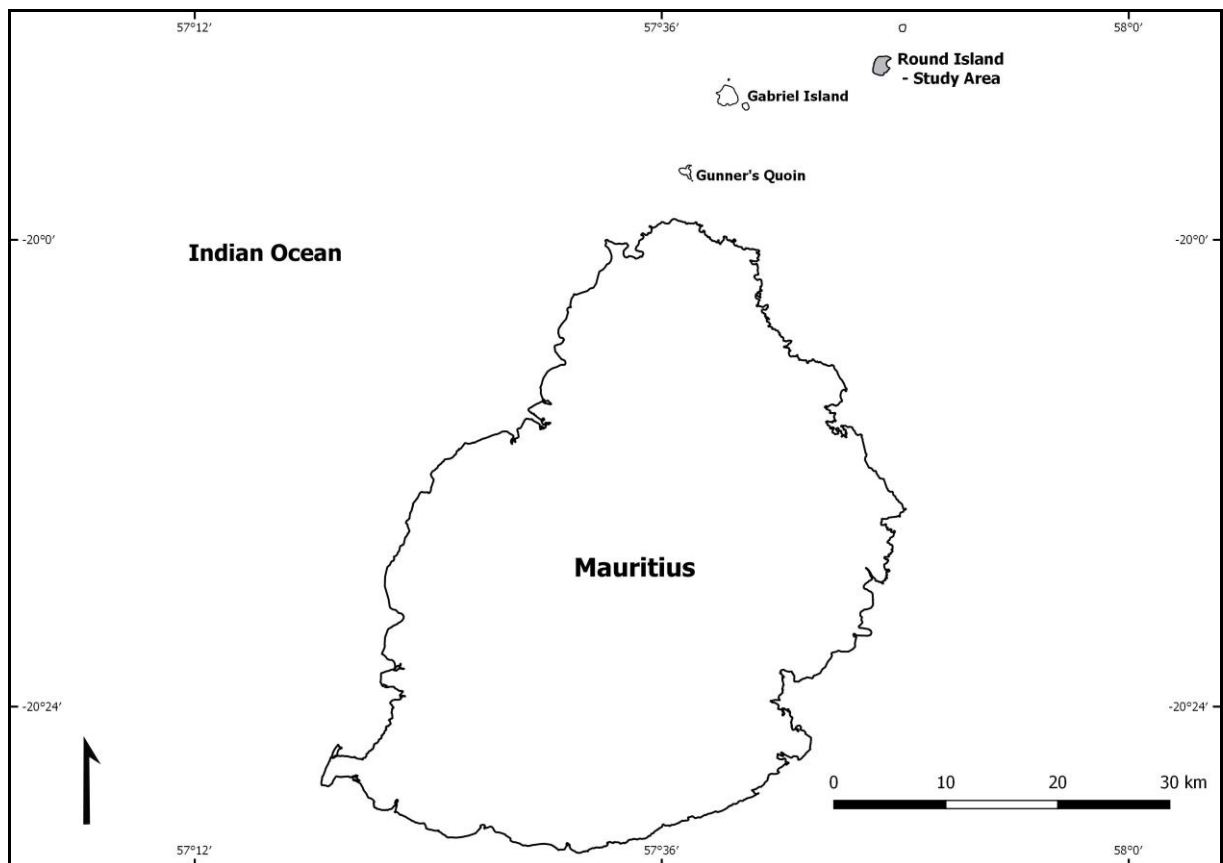 57°12′ 57°36′ 58°0′
Round Island
- Study Area
Gabriel Island
Gunner's Quoin
-20°0′ -20°0′
Indian Ocean
Mauritius
-20°24′ -20°24′
0 10 20 30 km
57°12′ 57°36′ 58°0′